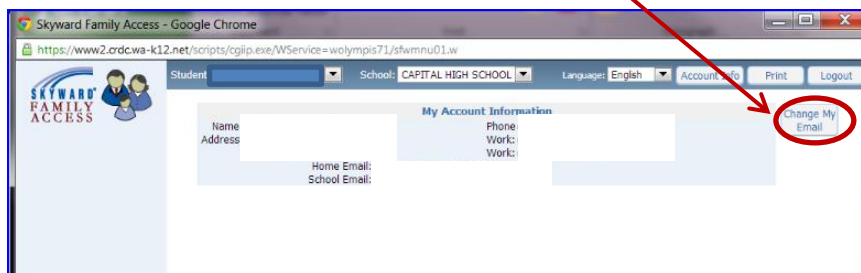 Skyward Family Access - Google Chrome
https://www2.crdc.wa-k12.net/scripts/cgiip.exe/WService=wolympis71/sfwmnu01.w
Student School: CAPITAL HIGH SCHOOL Language: English Account Info Print Logout
SKYWARD®
FAMILY
ACCESS
My Account Information
Change My
Email
Name Phone
Address Work:
Work:
Home Email:
School Email: